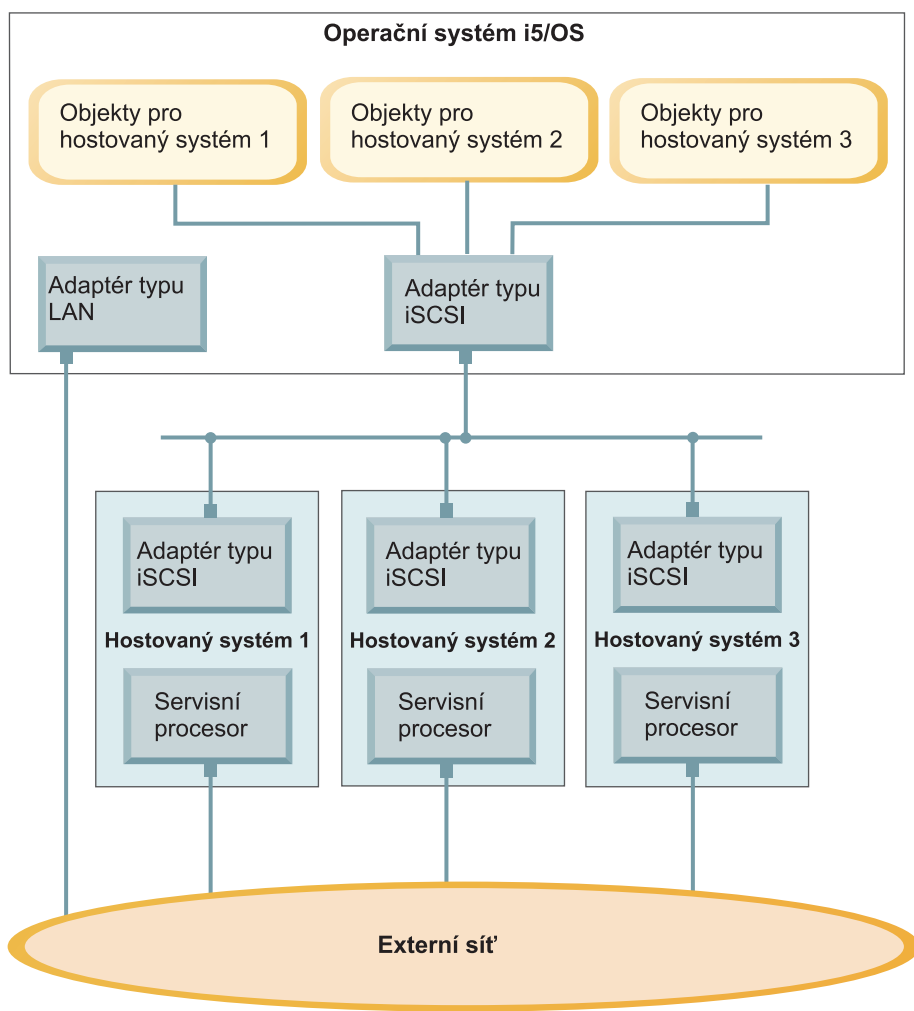 Operační systém i5/OS
Objekty pro
hostovaný systém 1
Objekty pro
hostovaný systém 2
Objekty pro
hostovaný systém 3
Adaptér typu
LAN
Adaptér typu
iSCSI
Adaptér typu
iSCSI
Hostovaný systém 1
Servisní
procesor
Adaptér typu
iSCSI
Hostovaný systém 2
Servisní
procesor
Adaptér typu
iSCSI
Hostovaný systém 3
Servisní
procesor
Externí síť